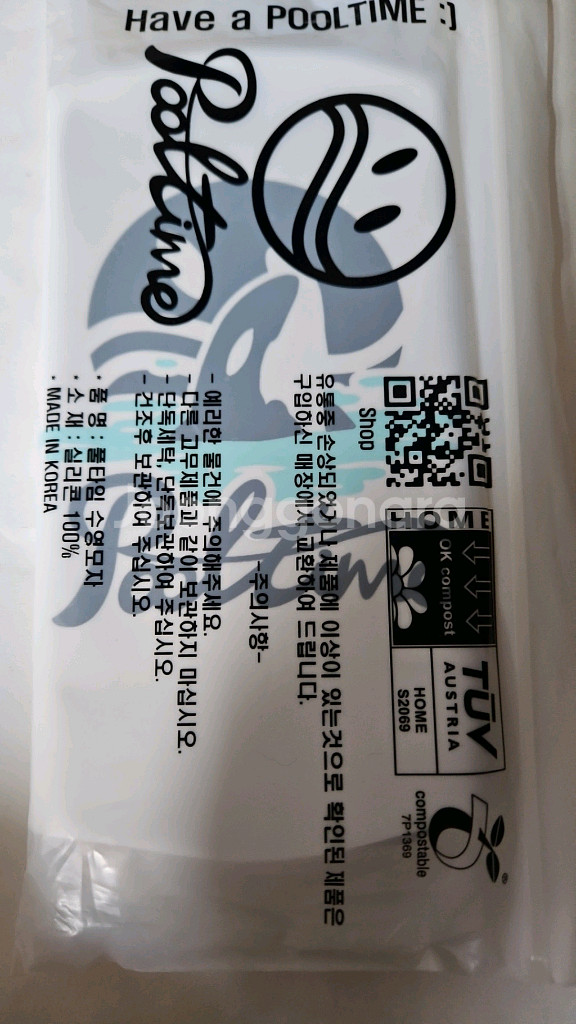 Have a POOLTIME :]
Pooltime
Shop
유통중 손상되었거나 제품에 이상이 있는것으로 확인된 제품은
구입하신 매장에서 교환하여 드립니다.
-주의사항-
- 예리한 물건에 주의해주세요.
- 다른 고무제품과 같이 보관하지 마십시오.
- 단독세탁, 단독보관하여 주십시오.
- 건조후 보관하여 주십시오.
· 품 명 : 풀타임 수영모자
· 소 재 : 실리콘 100%
· MADE IN KOREA
HOME
OK compost
TÜV
AUSTRIA
HOME
S2069
compostable
7P1369
®
Pooltime
Joonggonara